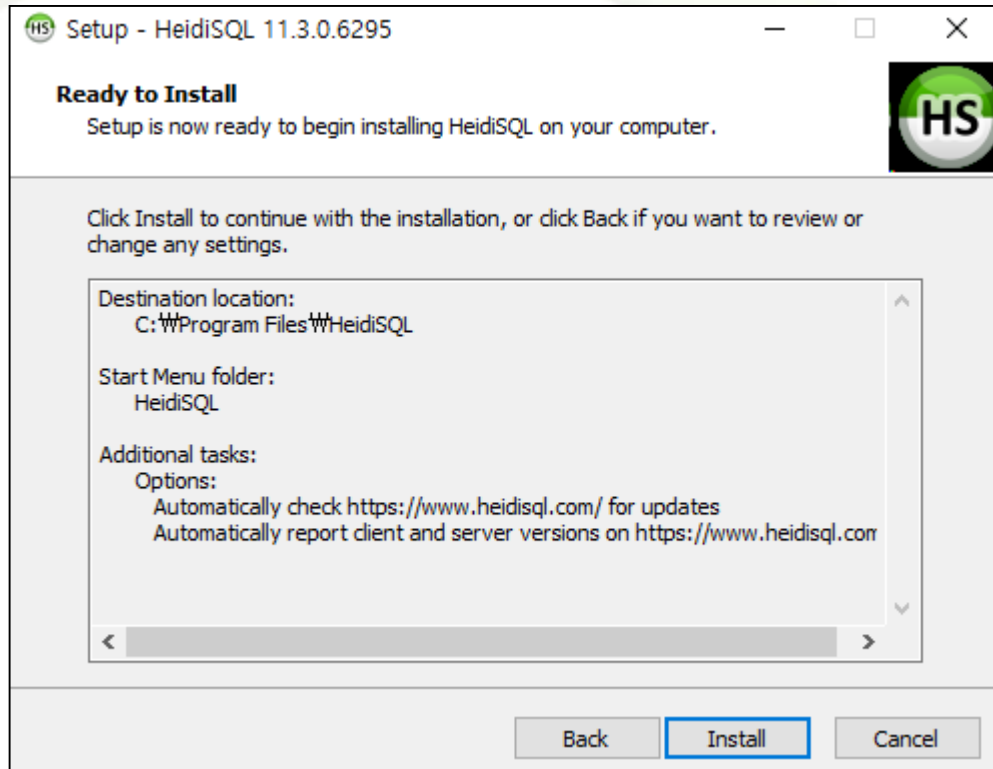 HS Setup - HeidiSQL 11.3.0.6295
Ready to Install
Setup is now ready to begin installing HeidiSQL on your computer.
HS
Click Install to continue with the installation, or click Back if you want to review or
change any settings.
Destination location:
C:₩Program Files₩HeidiSQL
Start Menu folder:
HeidiSQL
Additional tasks:
Options:
Automatically check https://www.heidisql.com/ for updates
Automatically report client and server versions on https://www.heidisql.com
Back Install Cancel